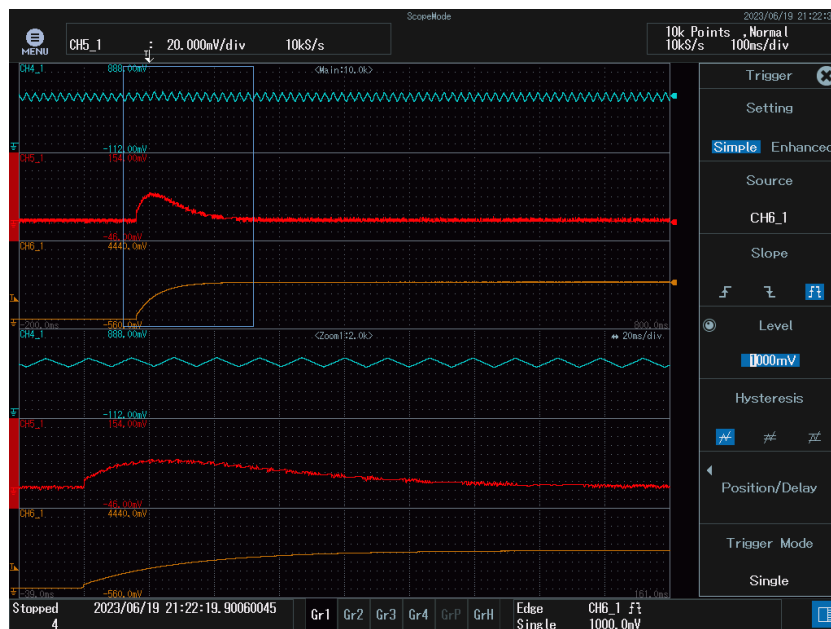 ScopeMode
2023/06/19 21:22:3
MENU
CH5_1 : 20.000mV/div 10kS/s
10k Points ,Normal
10kS/s 100ms/div
CH4_1 888.00mV <Main:10.0k>
-112.00mV
CH5_1 154.00mV
-46.00mV
CH6_1 4440.0mV
-200.0ms -560.0mV 800.0ms
CH4_1 888.00mV <Zoom1:2.0k> 20ms/div
-112.00mV
CH5_1 154.00mV
-46.00mV
CH6_1 4440.0mV
-39.0ms -560.0mV 161.0ms
Trigger
Setting
Simple Enhanced
Source
CH6_1
Slope
Level
1000mV
Hysteresis
Position/Delay
Trigger Mode
Single
Stopped 2023/06/19 21:22:19.90060045
4
Gr1 Gr2 Gr3 Gr4 GrP GrH
Edge CH6_1
Single 1000.0mV